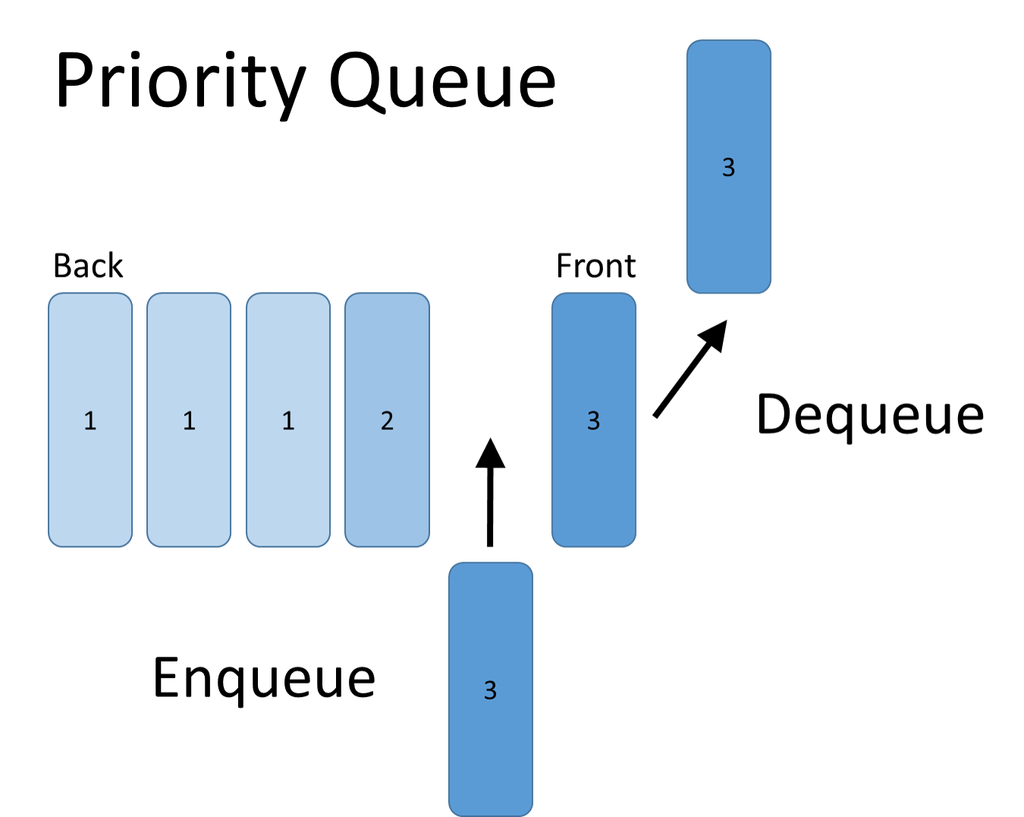 Priority Queue
3
Back
Front
1 1 1 2 3
Dequeue
Enqueue
3